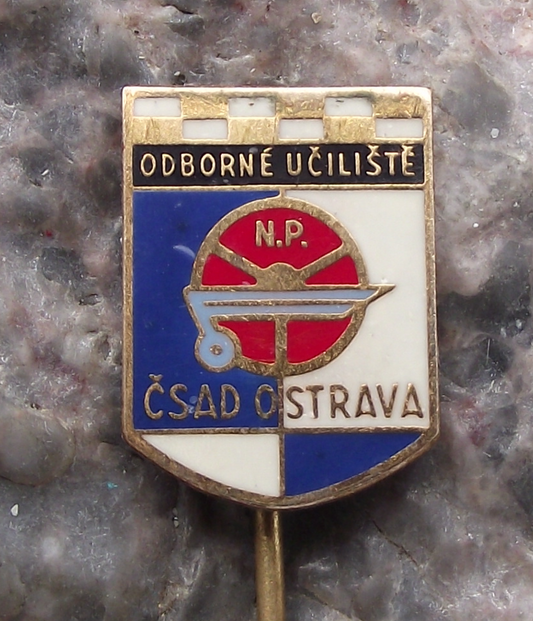 ODBORNÉ UČILIŠTĚ
N.P.
ČSAD OSTRAVA